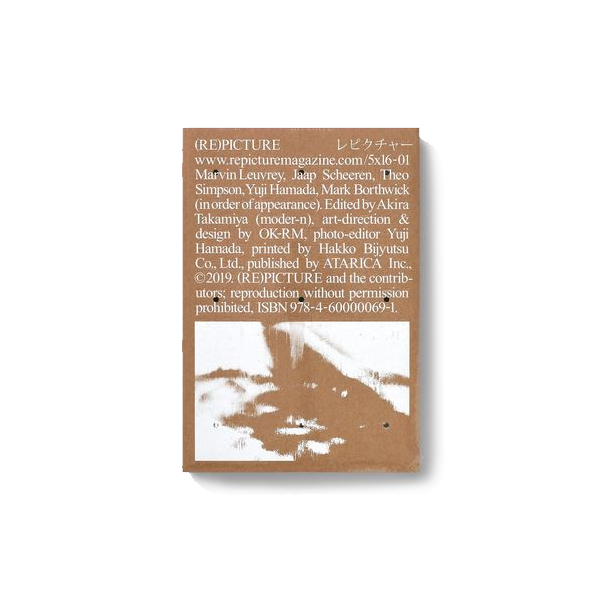 (RE)PICTURE レピクチャー
www.repicturemagazine.com/5x16-01
Marvin Leuvrey, Jaap Scheeren, Theo
Simpson, Yuji Hamada, Mark Borthwick
(in order of appearance). Edited by Akira
Takamiya (moder-n), art-direction &
design by OK-RM, photo-editor Yuji
Hamada, printed by Hakko Bijyutsu
Co., Ltd., published by ATARICA Inc.,
©2019. (RE)PICTURE and the contrib-
utors; reproduction without permission
prohibited, ISBN 978-4-60000069-1.